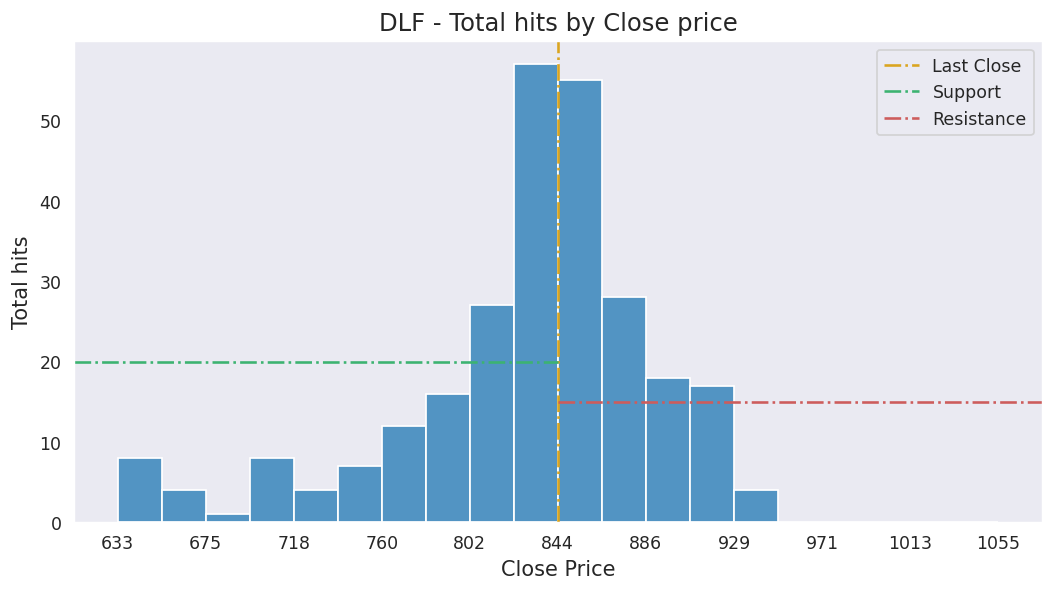 DLF - Total hits by Close price
Last Close
Support
Resistance
Total hits
50
40
30
20
10
0
633 675 718 760 802 844 886 929 971 1013 1055
Close Price